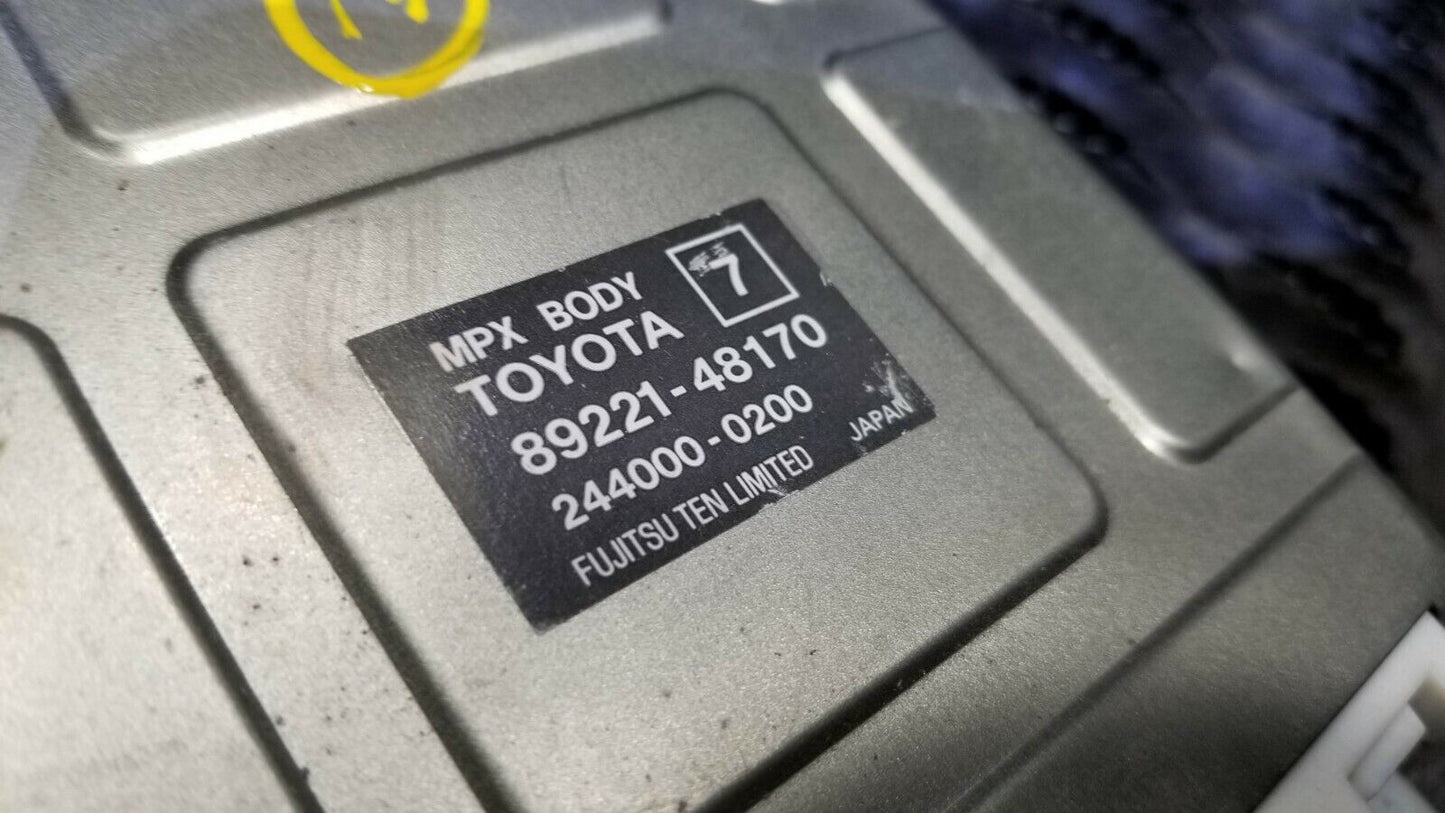 MPX BODY
7
TOYOTA
89221-48170
244000-0200
FUJITSU TEN LIMITED JAPAN